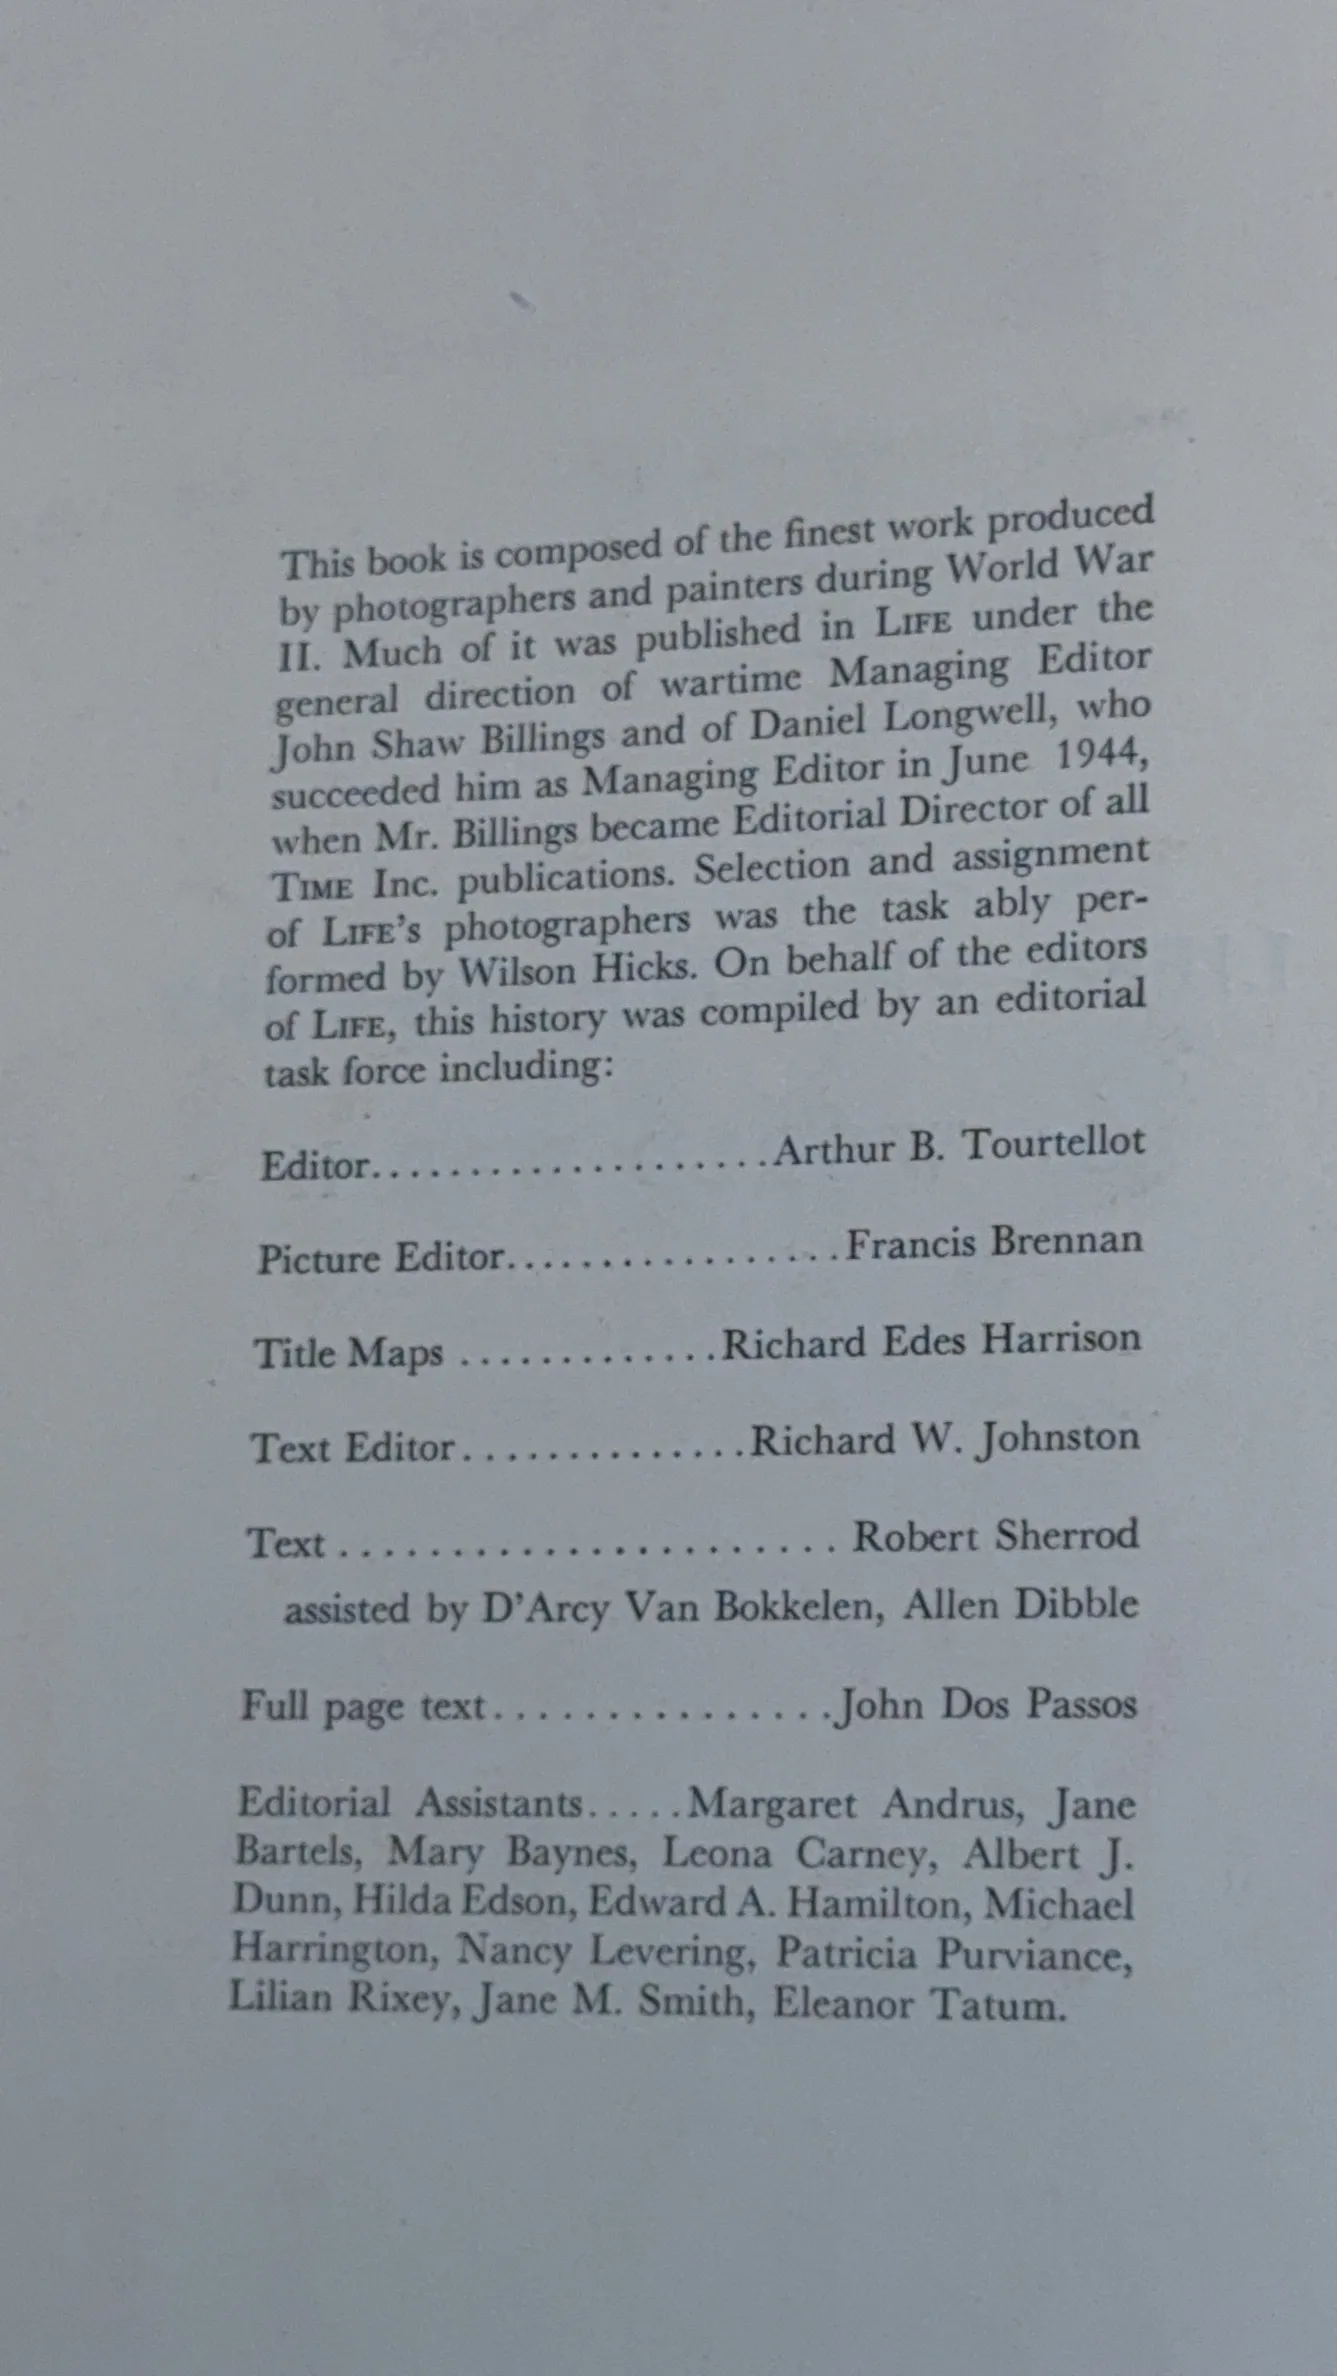 This book is composed of the finest work produced
by photographers and painters during World War
II. Much of it was published in LIFE under the
general direction of wartime Managing Editor
John Shaw Billings and of Daniel Longwell, who
succeeded him as Managing Editor in June 1944,
when Mr. Billings became Editorial Director of all
TIME Inc. publications. Selection and assignment
of LIFE's photographers was the task ably per-
formed by Wilson Hicks. On behalf of the editors
of LIFE, this history was compiled by an editorial
task force including:
Editor.....................Arthur B. Tourtellot
Picture Editor..................Francis Brennan
Title Maps .............Richard Edes Harrison
Text Editor...............Richard W. Johnston
Text ...................... Robert Sherrod
assisted by D'Arcy Van Bokkelen, Allen Dibble
Full page text................John Dos Passos
Editorial Assistants.....Margaret Andrus, Jane
Bartels, Mary Baynes, Leona Carney, Albert J.
Dunn, Hilda Edson, Edward A. Hamilton, Michael
Harrington, Nancy Levering, Patricia Purviance,
Lilian Rixey, Jane M. Smith, Eleanor Tatum.